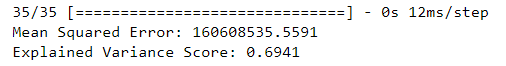 35/35 [==============================] - 0s 12ms/step
Mean Squared Error: 160608535.5591
Explained Variance Score: 0.6941